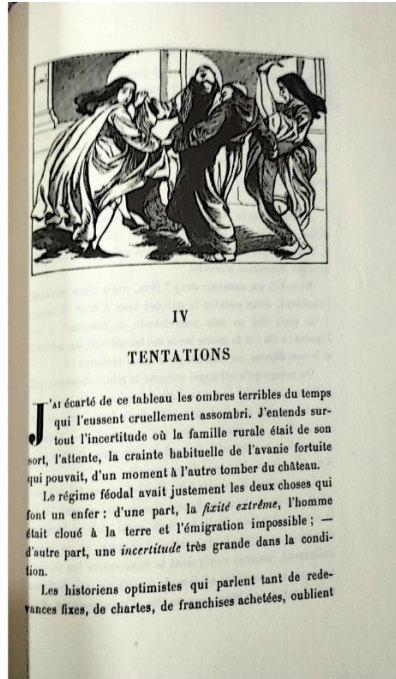 IV
TENTATIONS
J'AI écarté de ce tableau les ombres terribles du temps
qui l'eussent cruellement assombri. J'entends sur-
tout l'incertitude où la famille rurale était de son
sort, l'attente, la crainte habituelle de l'avanie fortuite
qui pouvait, d'un moment à l'autre tomber du château.
Le régime féodal avait justement les deux choses qui
font un enfer : d'une part, la fixité extrême, l'homme
était cloué à la terre et l'émigration impossible ; —
d'autre part, une incertitude très grande dans la condi-
tion.
Les historiens optimistes qui parlent tant de rede-
vances fixes, de chartes, de franchises achetées, oublient